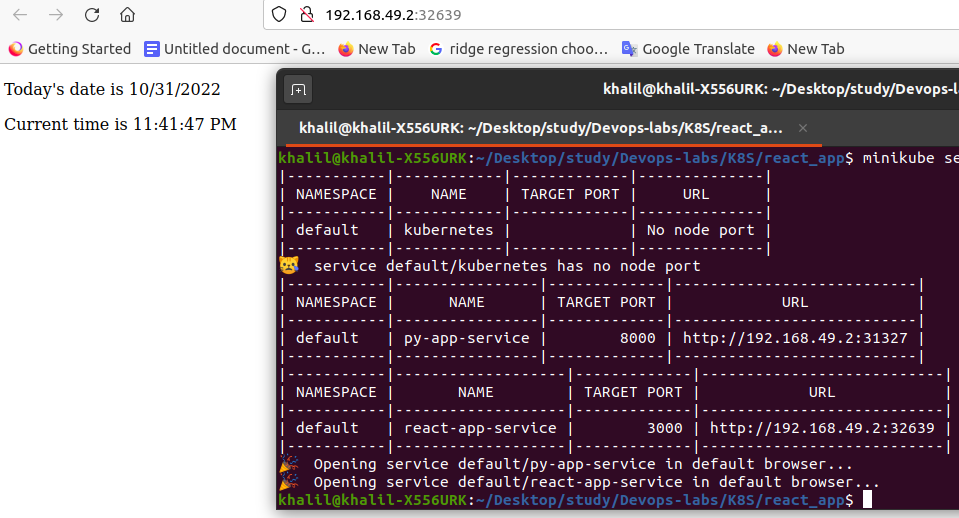 192.168.49.2:32639
Getting Started Untitled document - G… New Tab ridge regression choo… Google Translate New Tab
Today's date is 10/31/2022
Current time is 11:41:47 PM
khalil@khalil-X556URK: ~/Desktop/study/Devops-la
khalil@khalil-X556URK: ~/Desktop/study/Devops-labs/K8S/react_a… ×
khalil@khalil-X556URK:~/Desktop/study/Devops-labs/K8S/react_app$ minikube se
|-----------|------------|-------------|--------------|
| NAMESPACE | NAME | TARGET PORT | URL |
|-----------|------------|-------------|--------------|
| default | kubernetes | | No node port |
|-----------|------------|-------------|--------------|
😿 service default/kubernetes has no node port
|-----------|----------------|-------------|---------------------------|
| NAMESPACE | NAME | TARGET PORT | URL |
|-----------|----------------|-------------|---------------------------|
| default | py-app-service | 8000 | http://192.168.49.2:31327 |
|-----------|----------------|-------------|---------------------------|
|-----------|-------------------|-------------|---------------------------|
| NAMESPACE | NAME | TARGET PORT | URL |
|-----------|-------------------|-------------|---------------------------|
| default | react-app-service | 3000 | http://192.168.49.2:32639 |
|-----------|-------------------|-------------|---------------------------|
🎉 Opening service default/py-app-service in default browser...
🎉 Opening service default/react-app-service in default browser...
khalil@khalil-X556URK:~/Desktop/study/Devops-labs/K8S/react_app$